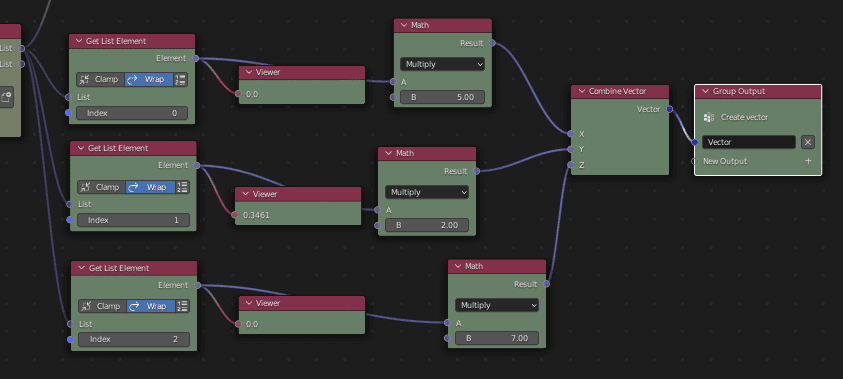 List
List
Get List Element
Element
Clamp Wrap
List
Index 0
Viewer
0.0
Math
Result
Multiply
A
B 5.00
Get List Element
Element
Clamp Wrap
List
Index 1
Viewer
0.3461
Math
Result
Multiply
A
B 2.00
Get List Element
Element
Clamp Wrap
List
Index 2
Viewer
0.0
Math
Result
Multiply
A
B 7.00
Combine Vector
Vector
X
Y
Z
Group Output
Create vector
Vector
New Output